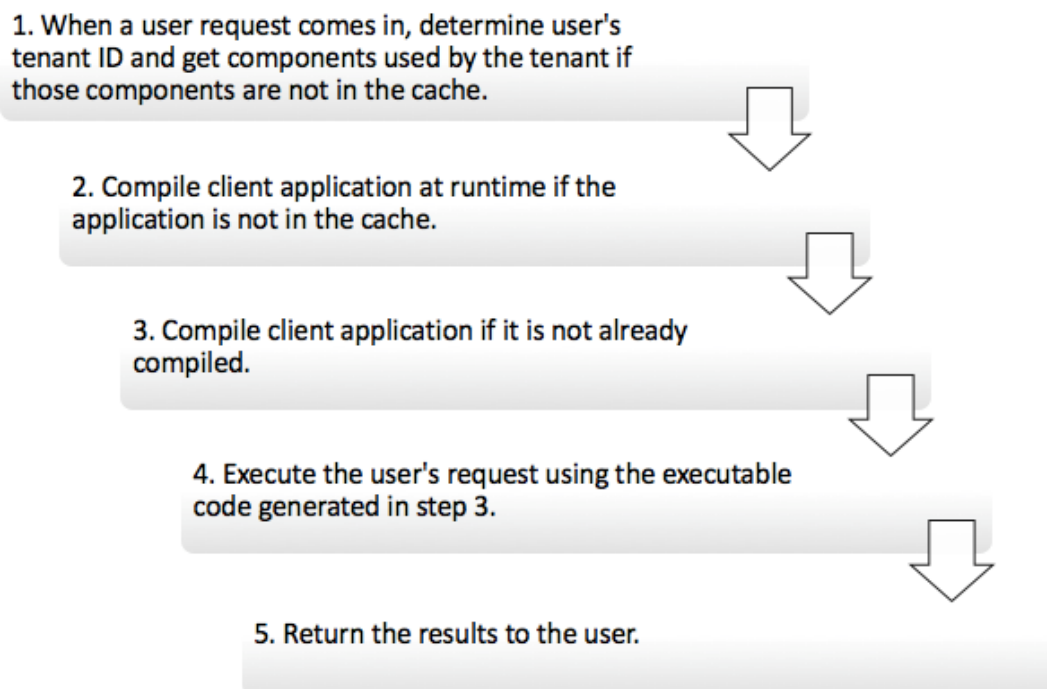 1. When a user request comes in, determine user's
tenant ID and get components used by the tenant if
those components are not in the cache.
2. Compile client application at runtime if the
application is not in the cache.
3. Compile client application if it is not already
compiled.
4. Execute the user's request using the executable
code generated in step 3.
5. Return the results to the user.